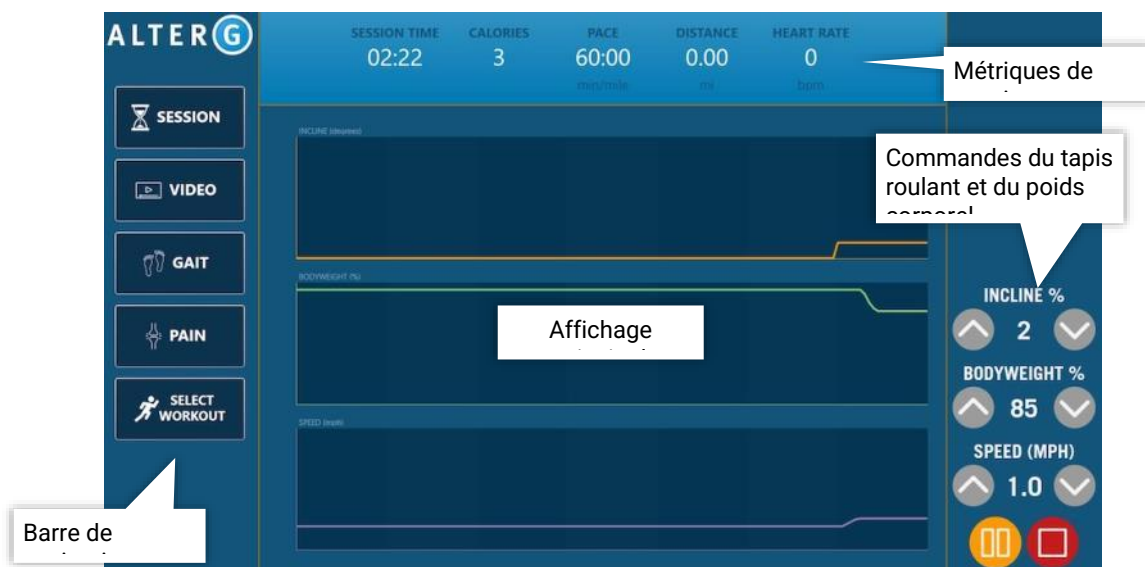 ALTER G
SESSION TIME CALORIES PACE DISTANCE HEART RATE
02:22 3 60:00 0.00 0
min/mile mi bpm
Métriques de
SESSION
VIDEO
GAIT
PAIN
SELECT
WORKOUT
INCLINE (degrees)
Commandes du tapis
roulant et du poids
corporel
BODYWEIGHT (%)
Affichage
SPEED (mph)
INCLINE %
2
BODYWEIGHT %
85
SPEED (MPH)
1.0
Barre de